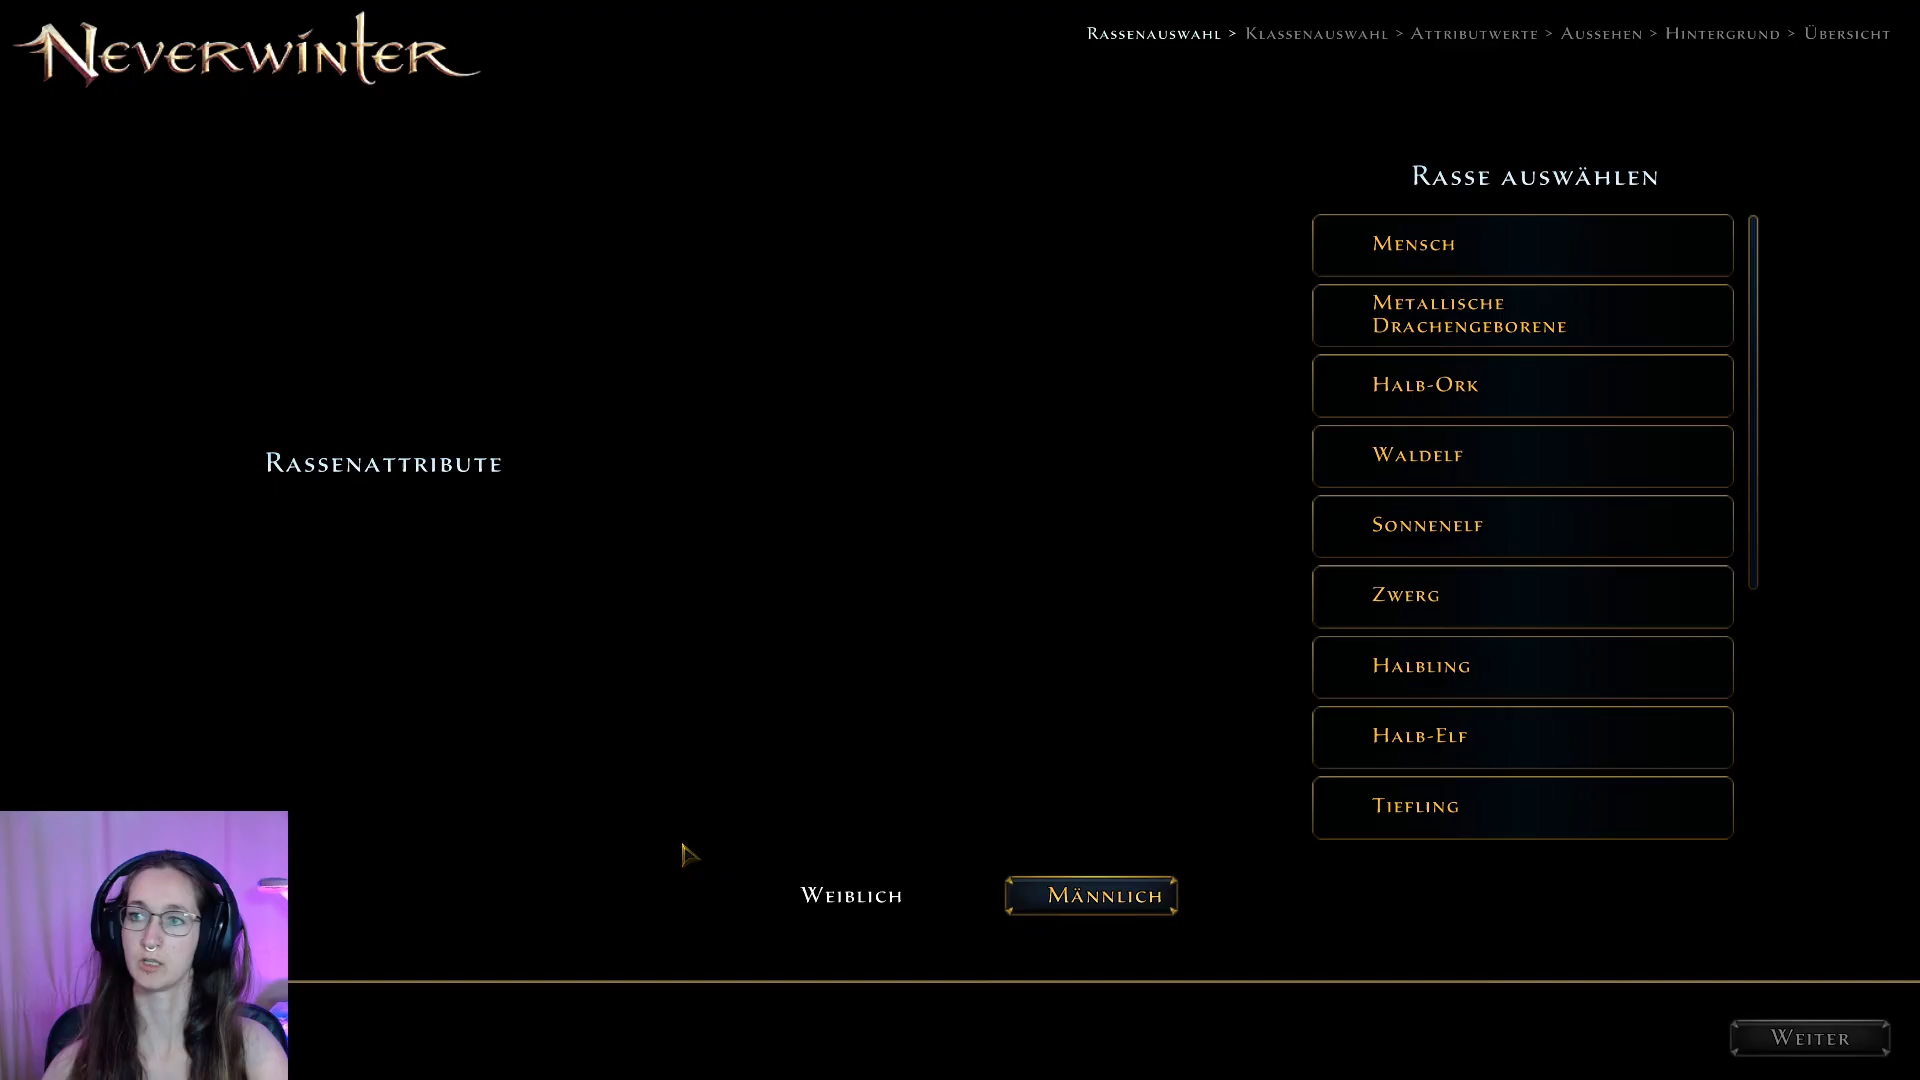 Neverwinter
Rassenauswahl > Klassenauswahl > Attributwerte > Aussehen > Hintergrund > Übersicht
Rasse auswählen
Mensch
Metallische
Drachengeborene
Halb-Ork
Waldelf
Sonnenelf
Zwerg
Halbling
Halb-Elf
Tiefling
Rassenattribute
Weiblich
Männlich
Weiter